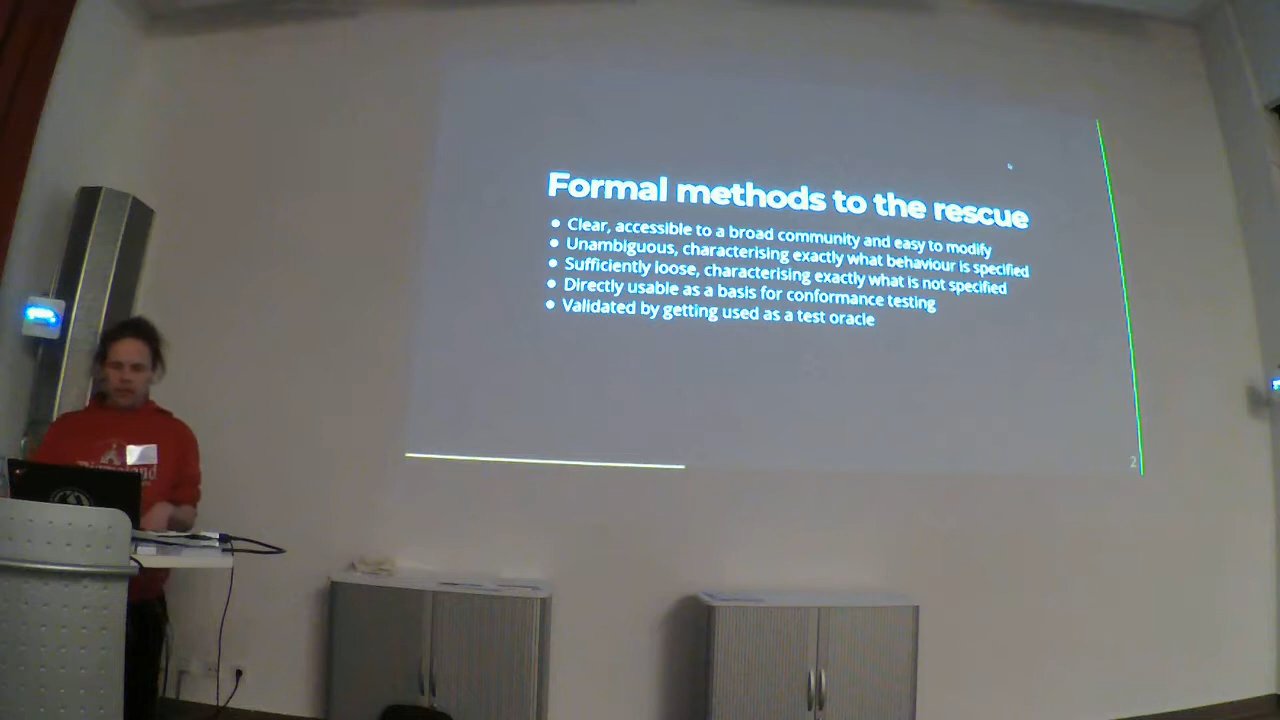 Formal methods to the rescue
● Clear, accessible to a broad community and easy to modify
● Unambiguous, characterising exactly what behaviour is specified
● Sufficiently loose, characterising exactly what is not specified
● Directly usable as a basis for conformance testing
● Validated by getting used as a test oracle
2